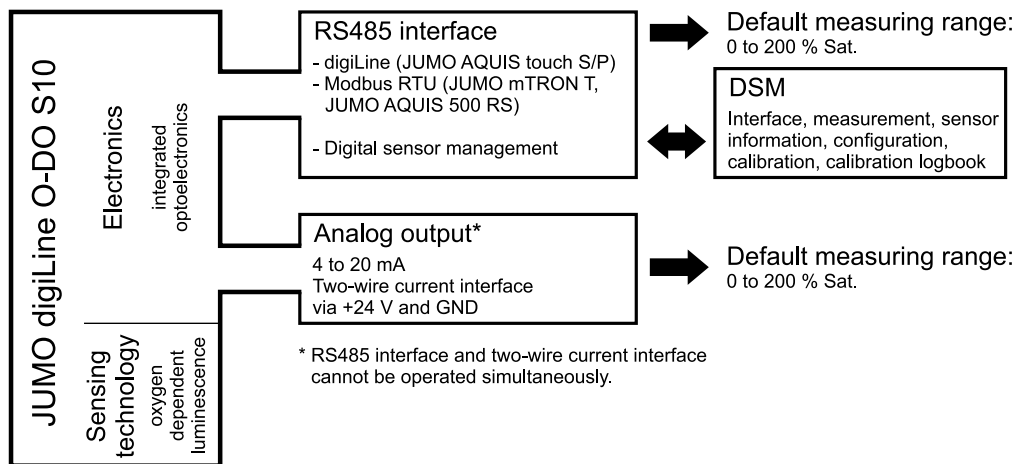 JUMO digiLine O-DO S10
Electronics
integrated
optoelectronics
Sensing
technology
oxygen
dependent
luminescence
RS485 interface
- digiLine (JUMO AQUIS touch S/P)
- Modbus RTU (JUMO mTRON T,
JUMO AQUIS 500 RS)
- Digital sensor management
Default measuring range:
0 to 200 % Sat.
DSM
Interface, measurement, sensor
information, configuration,
calibration, calibration logbook
Analog output*
4 to 20 mA
Two-wire current interface
via +24 V and GND
Default measuring range:
0 to 200 % Sat.
* RS485 interface and two-wire current interface
cannot be operated simultaneously.